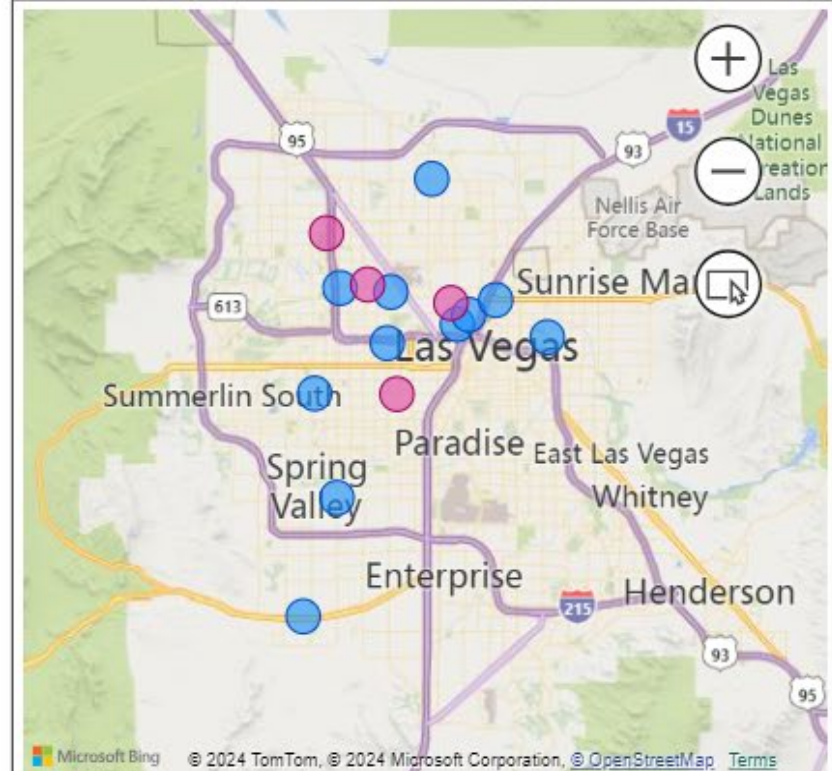 95
15
93
Las
Vegas
Dunes
National
Recreation
Lands
Nellis Air
Force Base
Sunrise Ma
613
Las Vegas
Summerlin South
Paradise
East Las Vegas
Spring
Valley
Whitney
Enterprise
215
Henderson
93
95
Microsoft Bing
© 2024 TomTom, © 2024 Microsoft Corporation, © OpenStreetMap Terms